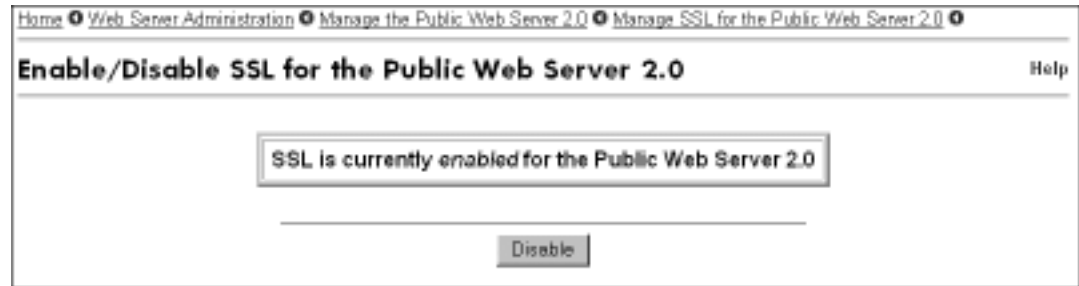 Home Web Server Administration Manage the Public Web Server 2.0 Manage SSL for the Public Web Server 2.0
Enable/Disable SSL for the Public Web Server 2.0 Help
SSL is currently enabled for the Public Web Server 2.0
Disable